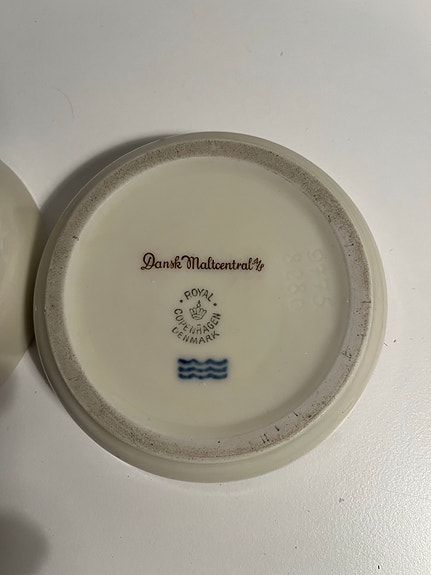 Dansk Maltcentral A/S
ROYAL
COPENHAGEN
DENMARK